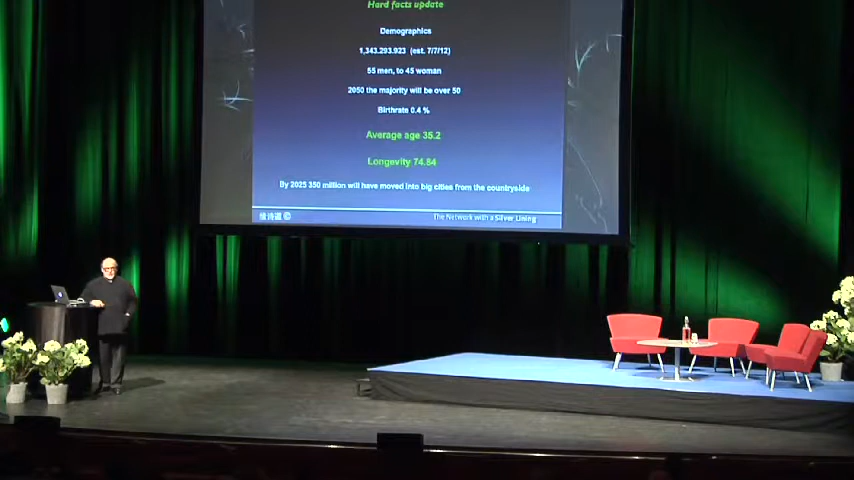 Hard facts update
Demographics
1,343.293.923 (est. 7/7/12)
55 men, to 45 woman
2050 the majority will be over 50
Birthrate 0.4 %
Average age 35.2
Longevity 74.84
By 2025 350 million will have moved into big cities from the countryside
©
The Network with a Silver Lining